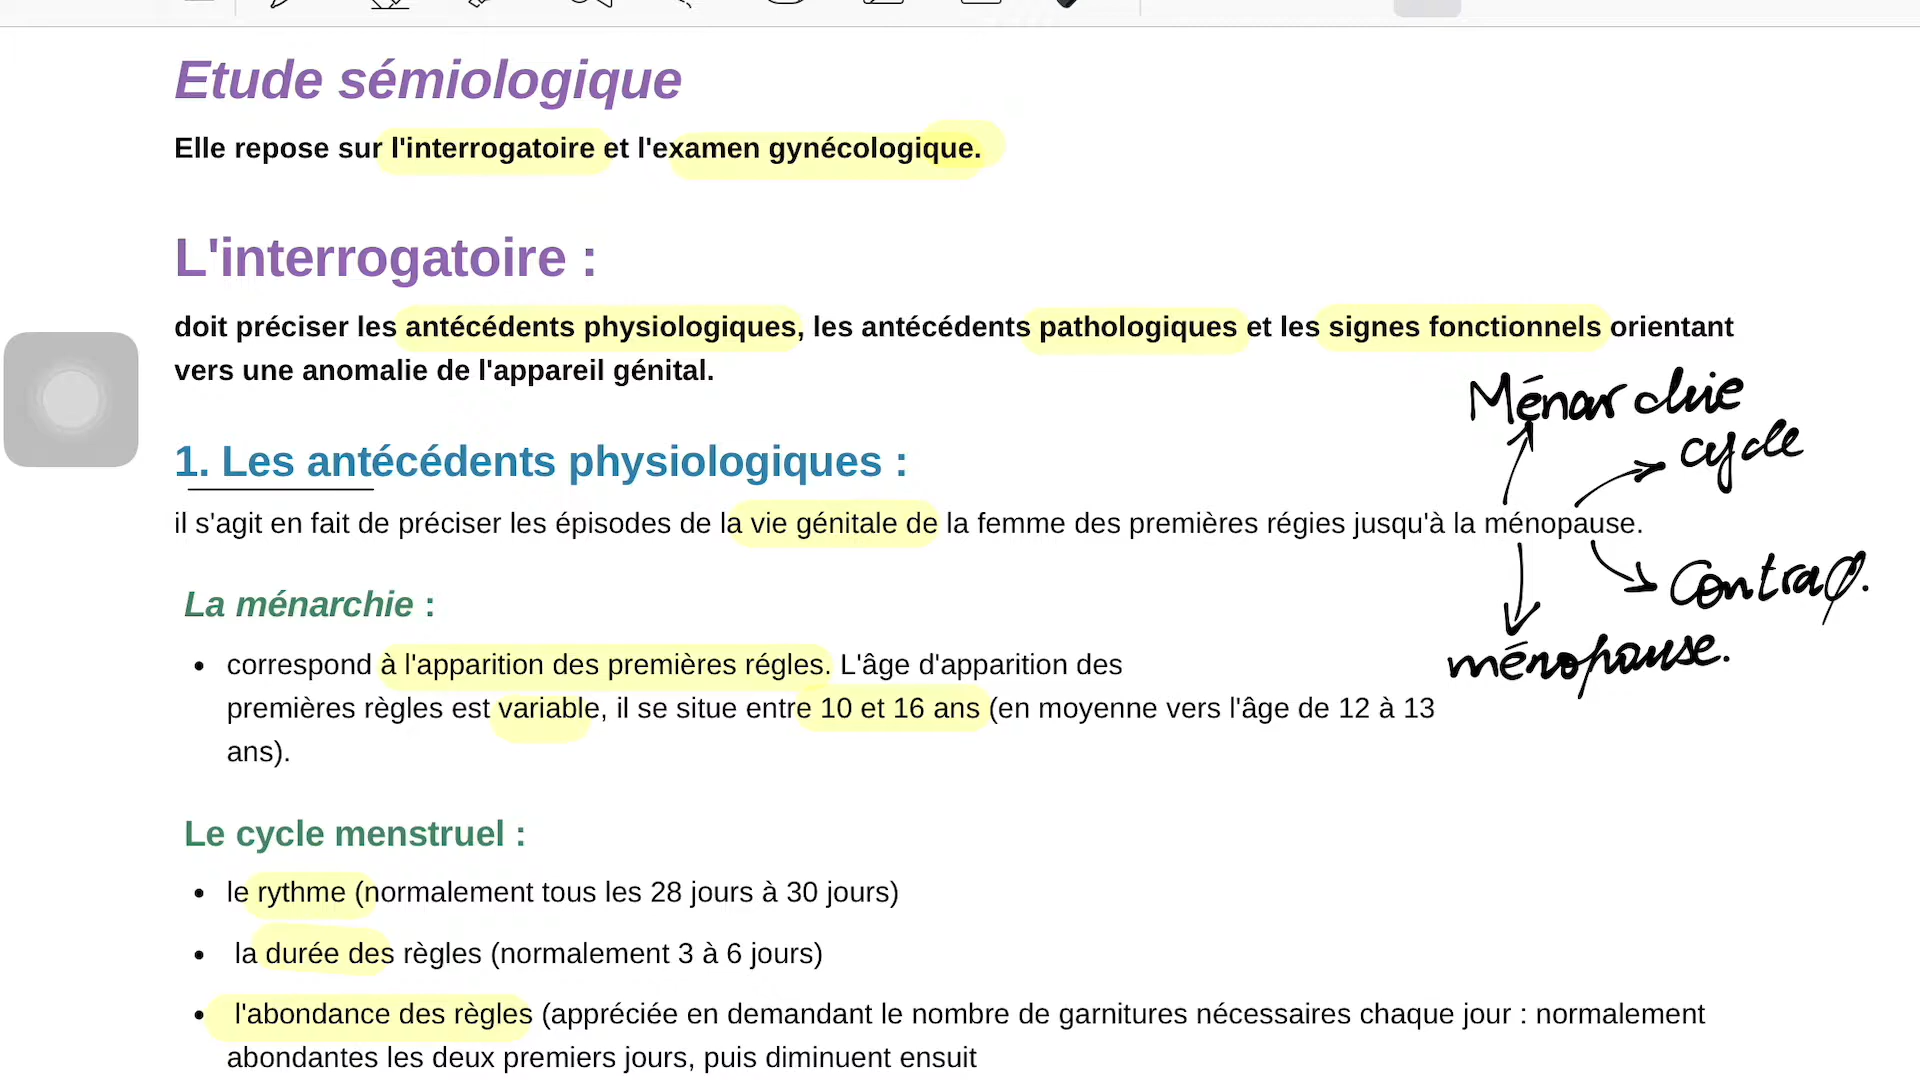 Etude sémiologique
Elle repose sur l'interrogatoire et l'examen gynécologique.
L'interrogatoire :
doit préciser les antécédents physiologiques, les antécédents pathologiques et les signes fonctionnels orientant
vers une anomalie de l'appareil génital.
Ménarchie
cycle
1. Les antécédents physiologiques :
il s'agit en fait de préciser les épisodes de la vie génitale de la femme des premières régies jusqu'à la ménopause.
Contrap.
ménopause.
La ménarchie :
• correspond à l'apparition des premières régles. L'âge d'apparition des
premières règles est variable, il se situe entre 10 et 16 ans (en moyenne vers l'âge de 12 à 13
ans).
Le cycle menstruel :
• le rythme (normalement tous les 28 jours à 30 jours)
• la durée des règles (normalement 3 à 6 jours)
• l'abondance des règles (appréciée en demandant le nombre de garnitures nécessaires chaque jour : normalement
abondantes les deux premiers jours, puis diminuent ensuit